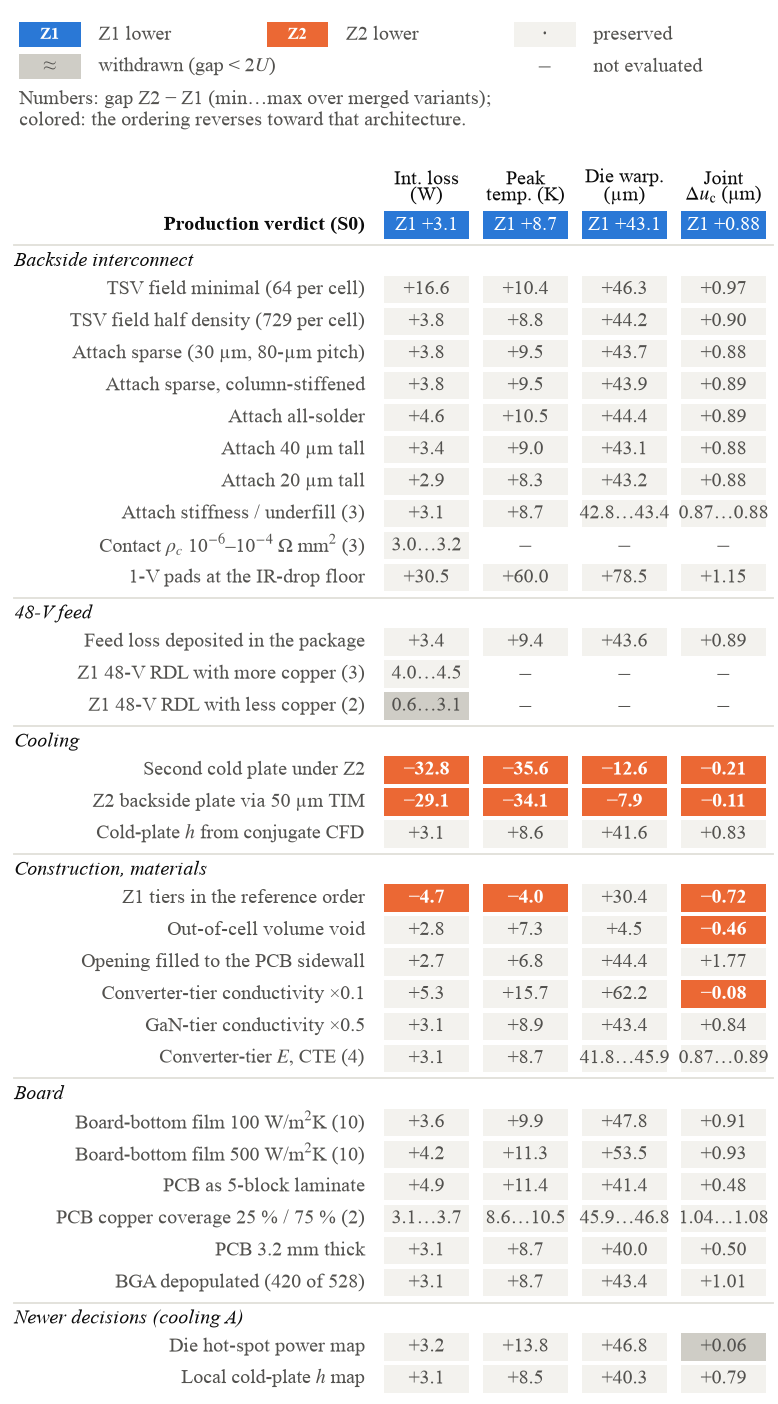 Z1 Z1 lower Z2 Z2 lower · preserved
≈ withdrawn (gap < 2U) – not evaluated
Numbers: gap Z2 − Z1 (min…max over merged variants);
colored: the ordering reverses toward that architecture.
Int. loss (W) Peak temp. (K) Die warp. (µm) Joint Δuc (µm)
Production verdict (S0) Z1 +3.1 Z1 +8.7 Z1 +43.1 Z1 +0.88
Backside interconnect
TSV field minimal (64 per cell) +16.6 +10.4 +46.3 +0.97
TSV field half density (729 per cell) +3.8 +8.8 +44.2 +0.90
Attach sparse (30 µm, 80-µm pitch) +3.8 +9.5 +43.7 +0.88
Attach sparse, column-stiffened +3.8 +9.5 +43.9 +0.89
Attach all-solder +4.6 +10.5 +44.4 +0.89
Attach 40 µm tall +3.4 +9.0 +43.1 +0.88
Attach 20 µm tall +2.9 +8.3 +43.2 +0.88
Attach stiffness / underfill (3) +3.1 +8.7 42.8…43.4 0.87…0.88
Contact ρc 10⁻⁶–10⁻⁴ Ω mm² (3) 3.0…3.2 – – –
1-V pads at the IR-drop floor +30.5 +60.0 +78.5 +1.15
48-V feed
Feed loss deposited in the package +3.4 +9.4 +43.6 +0.89
Z1 48-V RDL with more copper (3) 4.0…4.5 – – –
Z1 48-V RDL with less copper (2) 0.6…3.1 – – –
Cooling
Second cold plate under Z2 −32.8 −35.6 −12.6 −0.21
Z2 backside plate via 50 µm TIM −29.1 −34.1 −7.9 −0.11
Cold-plate h from conjugate CFD +3.1 +8.6 +41.6 +0.83
Construction, materials
Z1 tiers in the reference order −4.7 −4.0 +30.4 −0.72
Out-of-cell volume void +2.8 +7.3 +4.5 −0.46
Opening filled to the PCB sidewall +2.7 +6.8 +44.4 +1.77
Converter-tier conductivity ×0.1 +5.3 +15.7 +62.2 −0.08
GaN-tier conductivity ×0.5 +3.1 +8.9 +43.4 +0.84
Converter-tier E, CTE (4) +3.1 +8.7 41.8…45.9 0.87…0.89
Board
Board-bottom film 100 W/m²K (10) +3.6 +9.9 +47.8 +0.91
Board-bottom film 500 W/m²K (10) +4.2 +11.3 +53.5 +0.93
PCB as 5-block laminate +4.9 +11.4 +41.4 +0.48
PCB copper coverage 25 % / 75 % (2) 3.1…3.7 8.6…10.5 45.9…46.8 1.04…1.08
PCB 3.2 mm thick +3.1 +8.7 +40.0 +0.50
BGA depopulated (420 of 528) +3.1 +8.7 +43.4 +1.01
Newer decisions (cooling A)
Die hot-spot power map +3.2 +13.8 +46.8 +0.06
Local cold-plate h map +3.1 +8.5 +40.3 +0.79